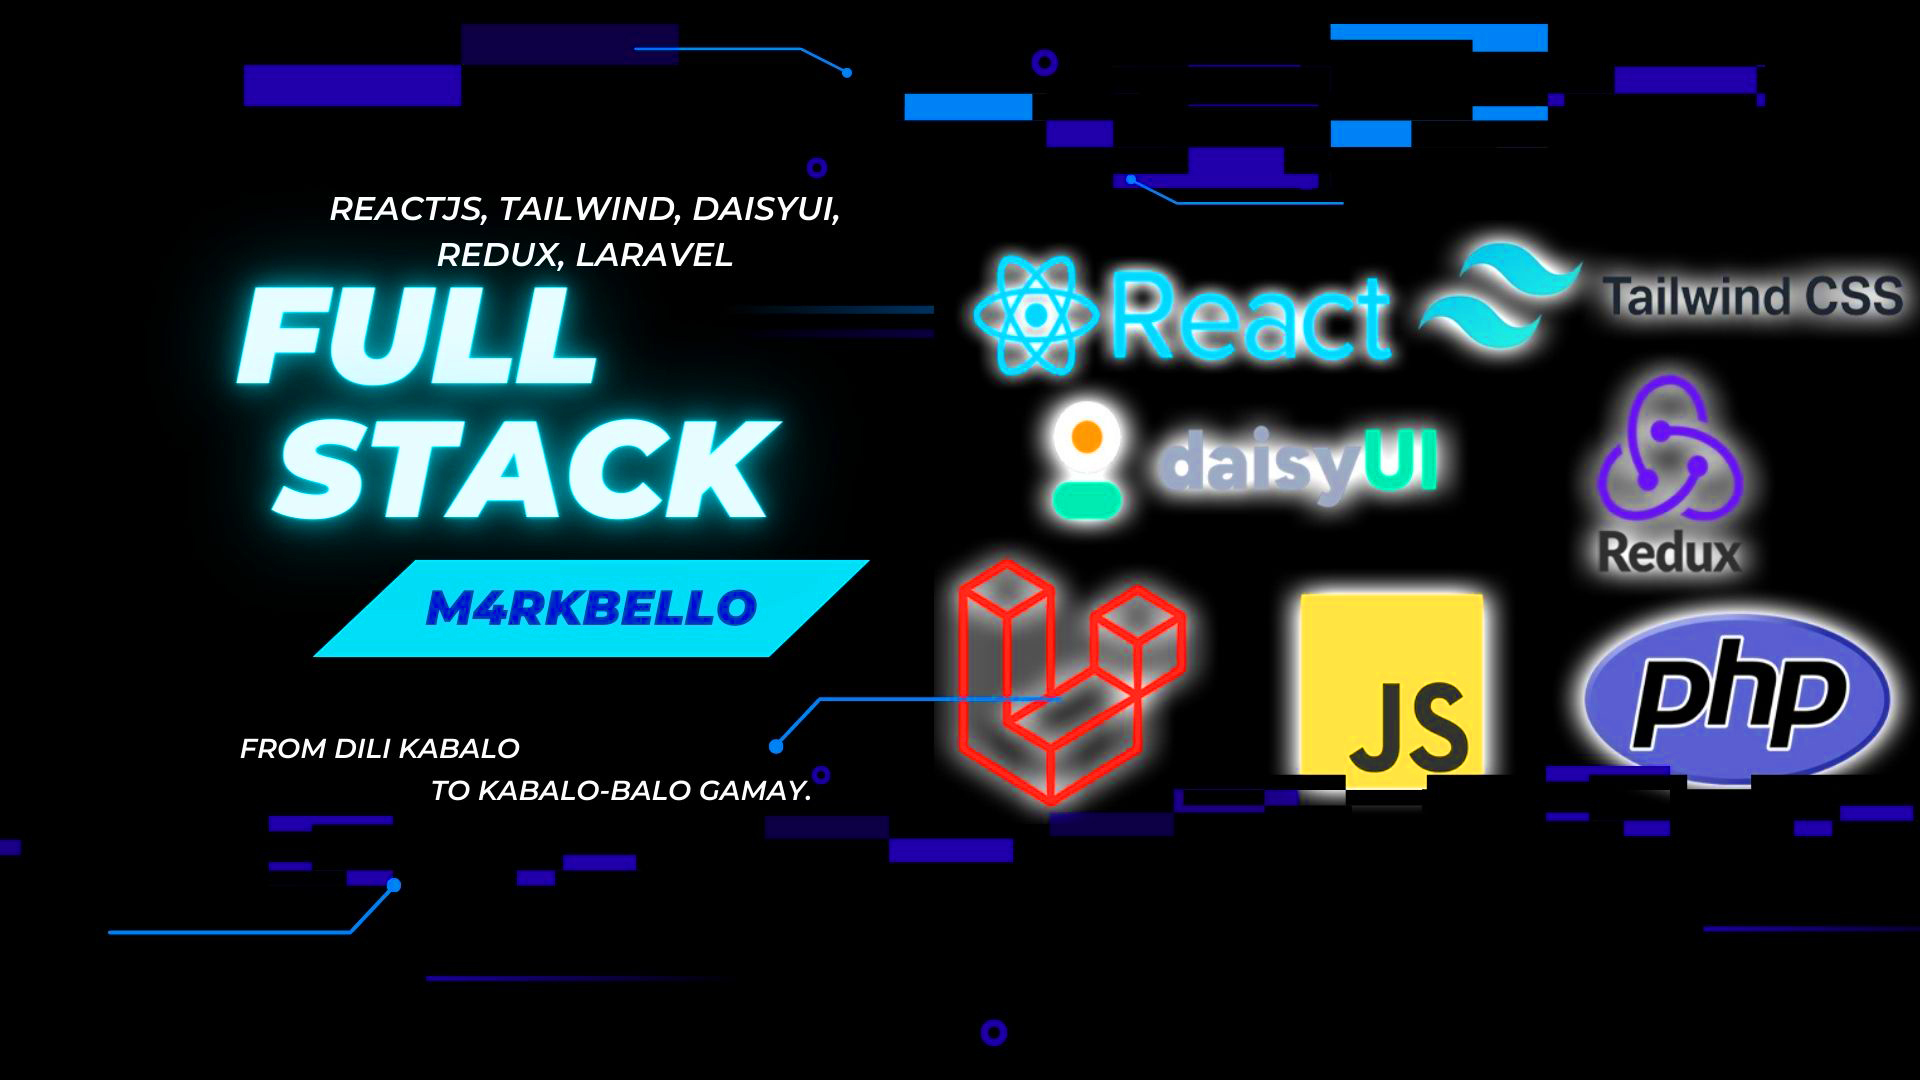 REACTJS, TAILWIND, DAISYUI,
REDUX, LARAVEL
FULL
STACK
M4RKBELLO
FROM DILI KABALO
TO KABALO-BALO GAMAY.
React
Tailwind CSS
daisyUI
Redux
JS
php